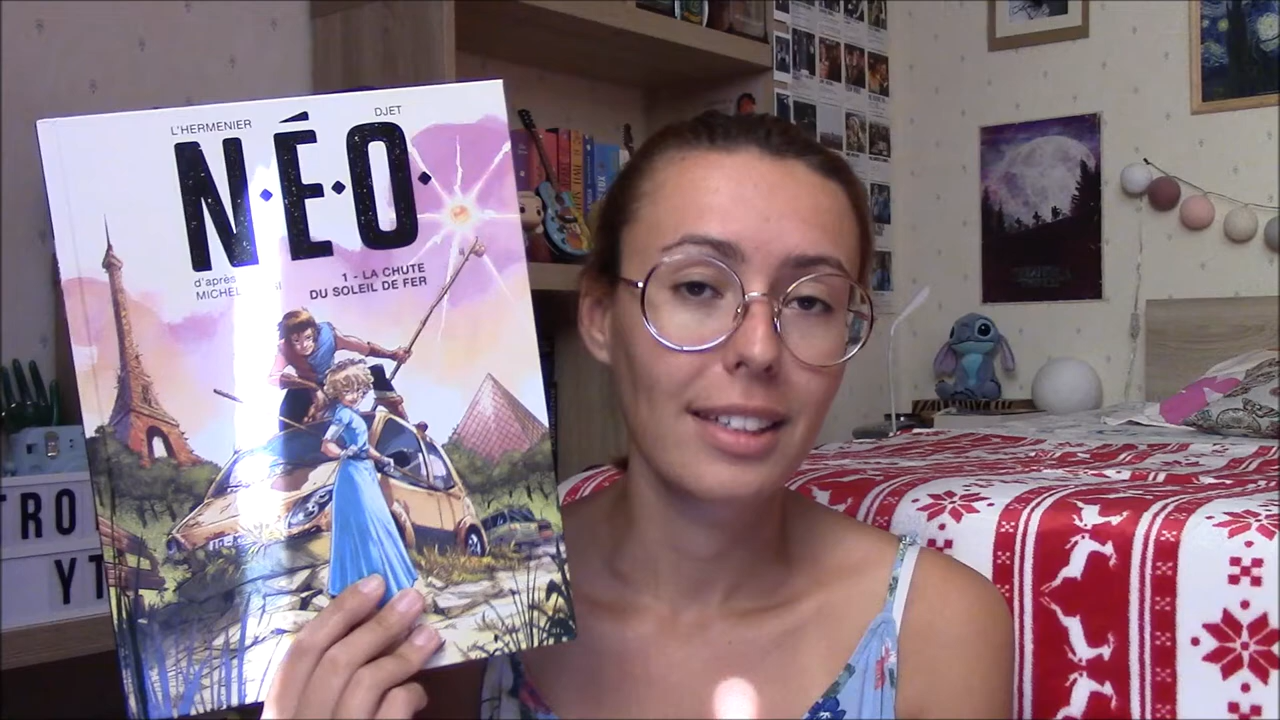 L'HERMENIER
DJET
N.É.O.
d'après
MICHEL
1 - LA CHUTE
DU SOLEIL DE FER
TRO
YT